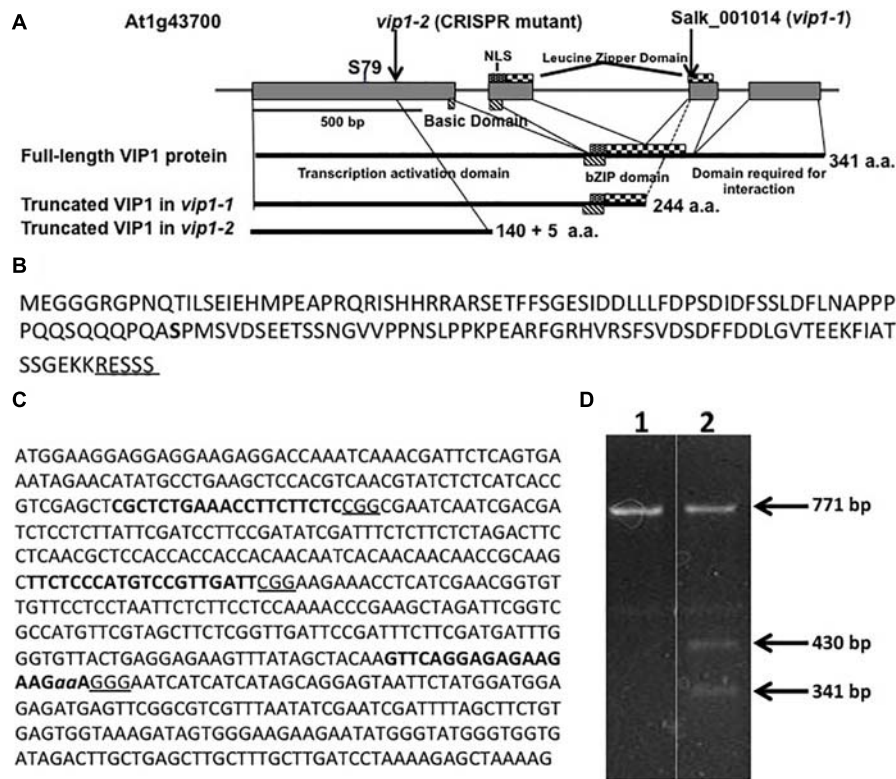 A
At1g43700
vip1-2 (CRISPR mutant)
Salk_001014 (vip1-1)
S79
NLS
Leucine Zipper Domain
500 bp
Basic Domain
Full-length VIP1 protein
341 a.a.
Transcription activation domain
bZIP domain
Domain required for interaction
Truncated VIP1 in vip1-1
244 a.a.
Truncated VIP1 in vip1-2
140 + 5 a.a.
B
MEGGGRGPNQTILSEIEHMPEAPRQRISHHRRARSETFFSGESIDDLLLFDPSDIDFSSLDFLNAPPP
PQQSQQQPQASPMSVDSEETSSNGVVPPNSLPPKPEARFGRHVRSFSVDSDFFDDLGVTEEKFIAT
SSGEKKRESSS
C
ATGGAAGGAGGAGGAAGAGGACCAAATCAAACGATTCTCAGTGA
AATAGAACATATGCCTGAAGCTCCACGTCAACGTATCTCTCATCACC
GTCGAGCTCGCTCTGAAACCTTCTTCTCCGGCGAATCAATCGACGA
TCTCCTCTTATTCGATCCTTCCGATATCGATTTCTCTTCTCTAGACTTC
CTCAACGCTCCACCACCACCACAACAATCACAACAACAACCGCAAG
CTTCTCCCATGTCCGTTGATTCGGAAGAAACCTCATCGAACGGTGT
TGTTCCTCCTAATTCTCTTCCTCCAAAACCCGAAGCTAGATTCGGTC
GCCATGTTCGTAGCTTCTCGGTTGATTCCGATTTCTTCGATGATTTG
GGTGTTACTGAGGAGAAGTTTATAGCTACAAGTTCAGGAGAGAAG
AAGaaAGGGAATCATCATCATAGCAGGAGTAATTCTATGGATGGA
GAGATGAGTTCGGCGTCGTTTAATATCGAATCGATTTTAGCTTCTGT
GAGTGGTAAAGATAGTGGGAAGAAGAATATGGGTATGGGTGGTG
ATAGACTTGCTGAGCTTGCTTTGCTTGATCCTAAAAGAGCTAAAAG
D
1
2
771 bp
430 bp
341 bp